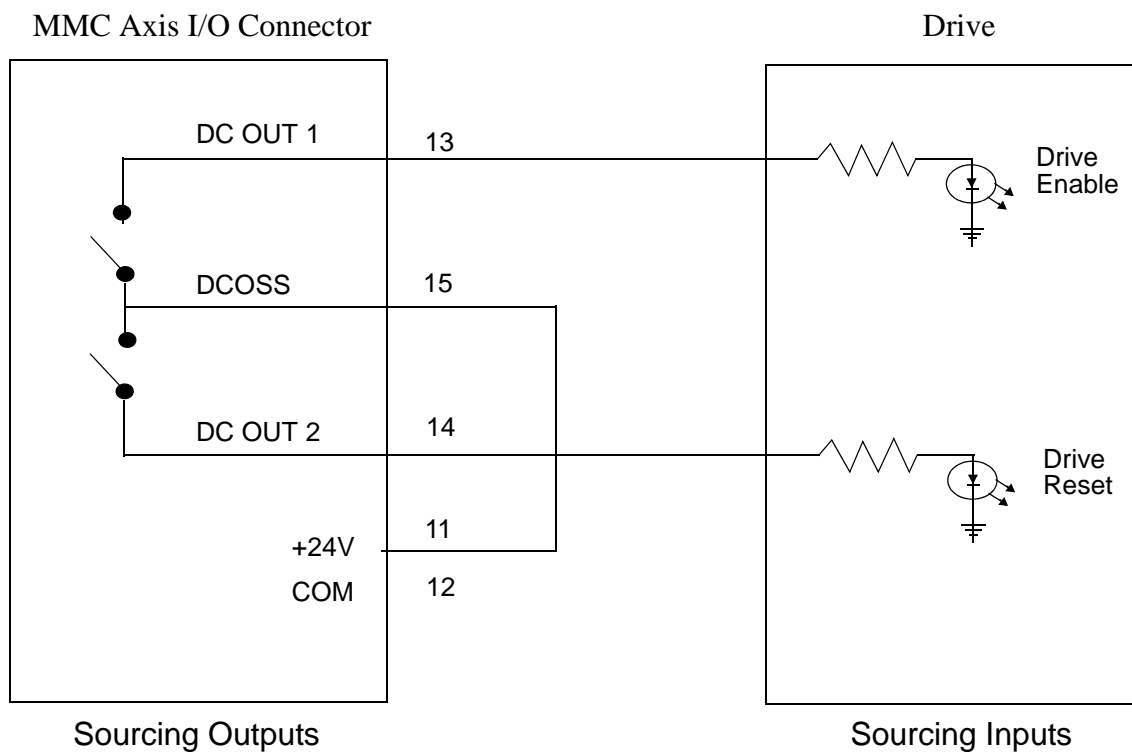 MMC Axis I/O Connector
Drive
DC OUT 1
13
Drive
Enable
DCOSS
15
DC OUT 2
14
Drive
Reset
+24V
11
COM
12
Sourcing Outputs
Sourcing Inputs